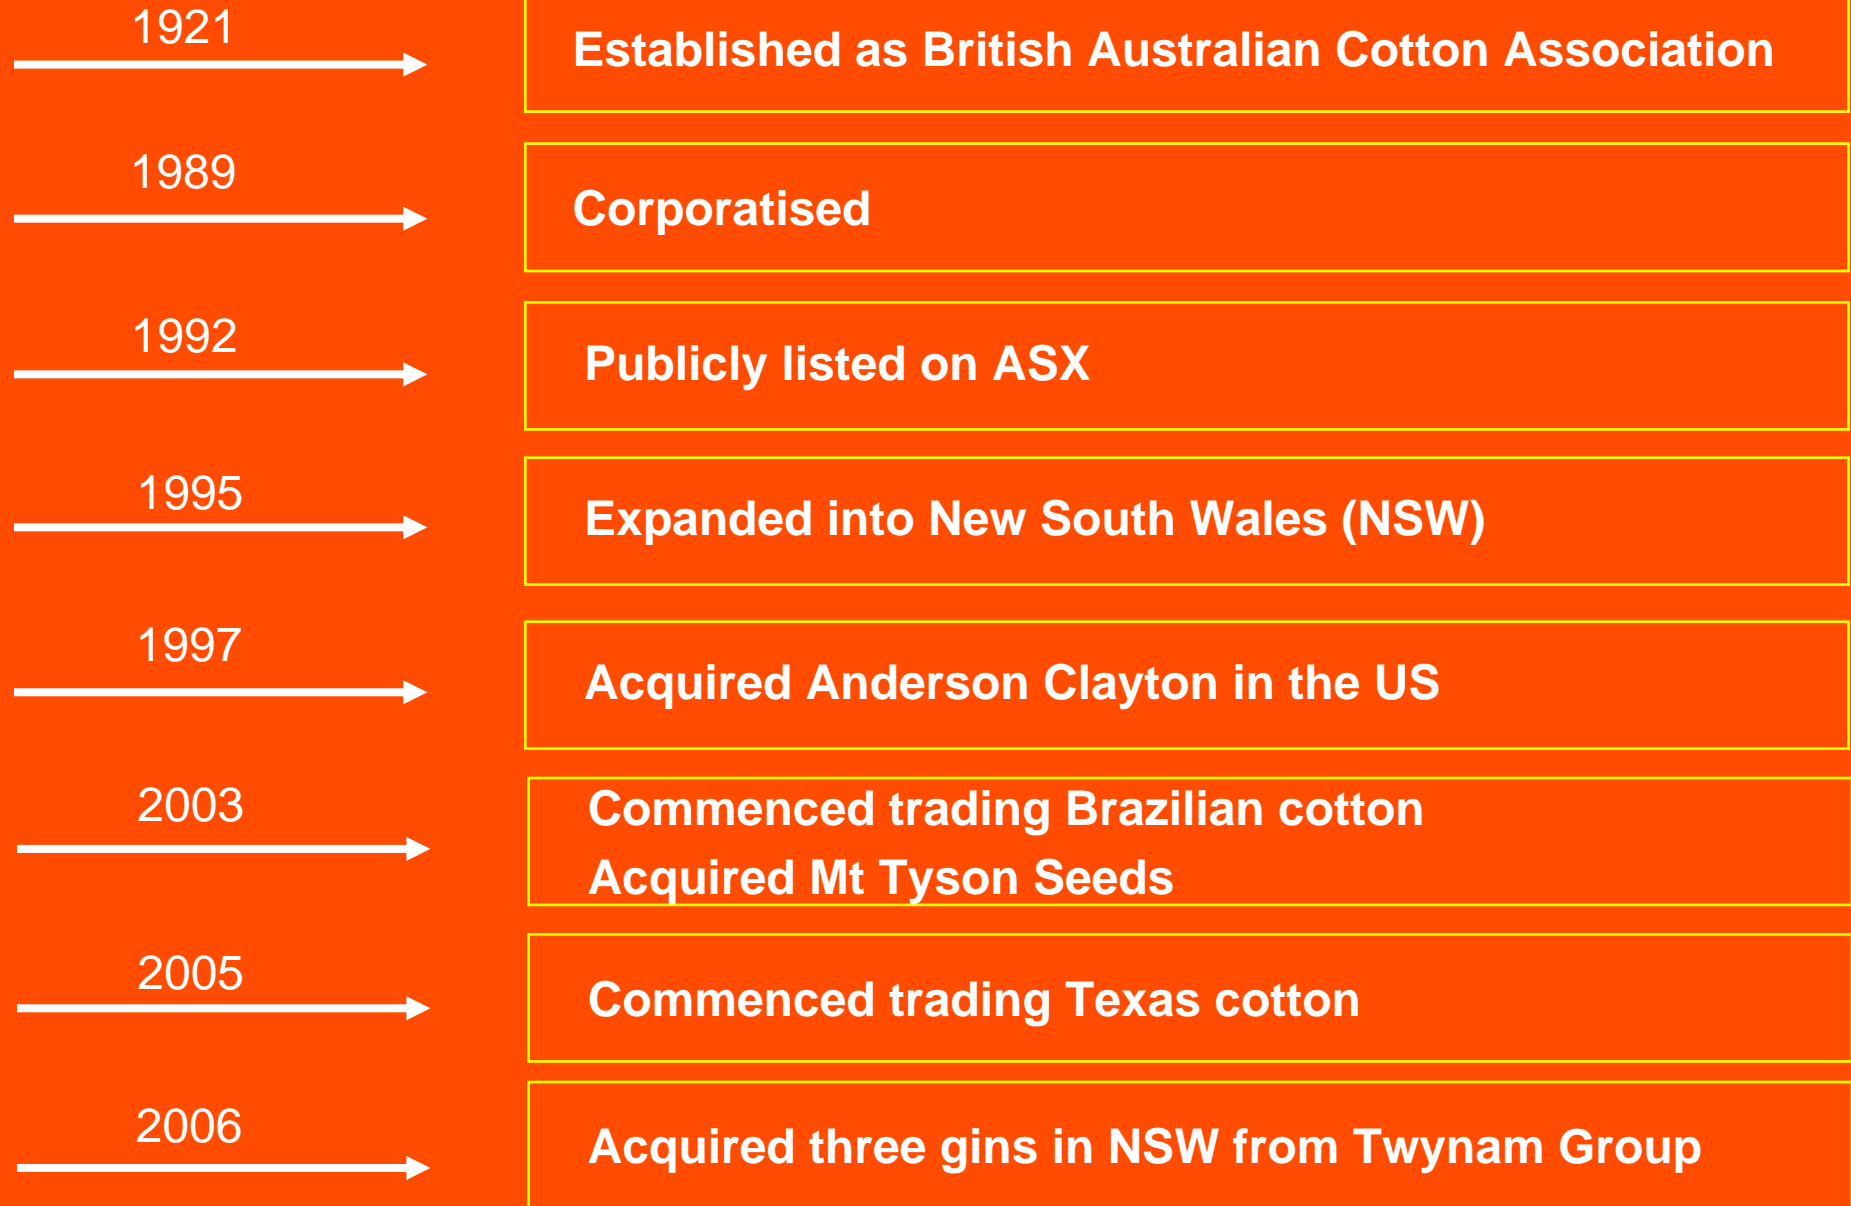 1921
Established as British Australian Cotton Association
1989
Corporatised
1992
Publicly listed on ASX
1995
Expanded into New South Wales (NSW)
1997
Acquired Anderson Clayton in the US
2003
Commenced trading Brazilian cotton
Acquired Mt Tyson Seeds
2005
Commenced trading Texas cotton
2006
Acquired three gins in NSW from Twynam Group